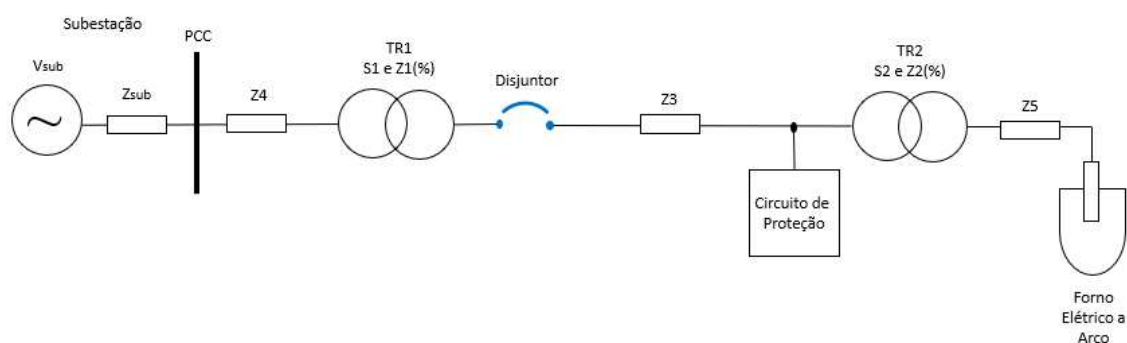 Subestação
PCC
Vsub
Zsub
Z4
TR1
S1 e Z1(%)
Disjuntor
Z3
TR2
S2 e Z2(%)
Z5
Circuito de
Proteção
Forno
Elétrico a
Arco